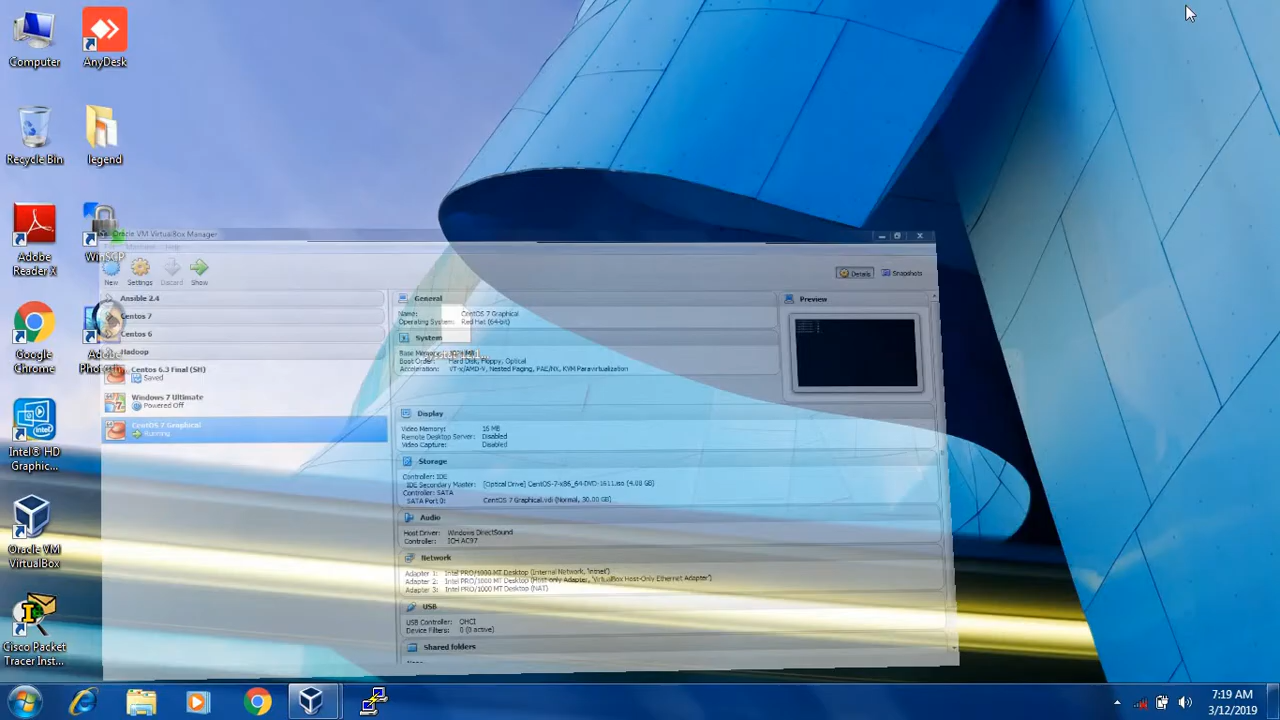 Computer
AnyDesk
Recycle Bin
legend
Adobe
Reader X
WinSCP
Google
Chrome
Adobe
Intel® HD
Graphic...
Oracle VM
VirtualBox
Cisco Packet
Tracer Inst...
Oracle VM VirtualBox Manager
New
Settings
Discard
Show
Details
Snapshots
Ansible 2.4
Centos 7
Centos 6
Hadoop
Centos 6.3 Final (SH)
Saved
Windows 7 Ultimate
Powered Off
CentOS 7 Graphical
Running
General
Name: CentOS 7 Graphical
Operating System: Red Hat (64-bit)
System
Base Memory:
Boot Order: Hard Disk, Floppy, Optical
Acceleration: VT-x/AMD-V, Nested Paging, PAE/NX, KVM Paravirtualization
Preview
Display
Video Memory: 16 MB
Remote Desktop Server: Disabled
Video Capture: Disabled
Storage
Controller: IDE
IDE Secondary Master: [Optical Drive] CentOS-7-x86_64-DVD-1611.iso (4.08 GB)
Controller: SATA
SATA Port 0: CentOS 7 Graphical.vdi (Normal, 30.00 GB)
Audio
Host Driver: Windows DirectSound
Controller: ICH AC97
Network
Adapter 1: Intel PRO/1000 MT Desktop (Internal Network, 'intnet')
Adapter 2: Intel PRO/1000 MT Desktop (Host-only Adapter, 'VirtualBox Host-Only Ethernet Adapter')
Adapter 3: Intel PRO/1000 MT Desktop (NAT)
USB
USB Controller: OHCI
Device Filters: 0 (0 active)
Shared folders
7:19 AM
3/12/2019